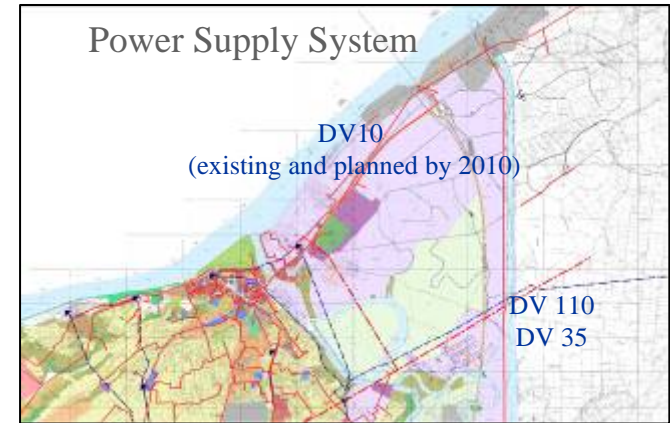 Power Supply System
DV10
(existing and planned by 2010)
DV 110
DV 35